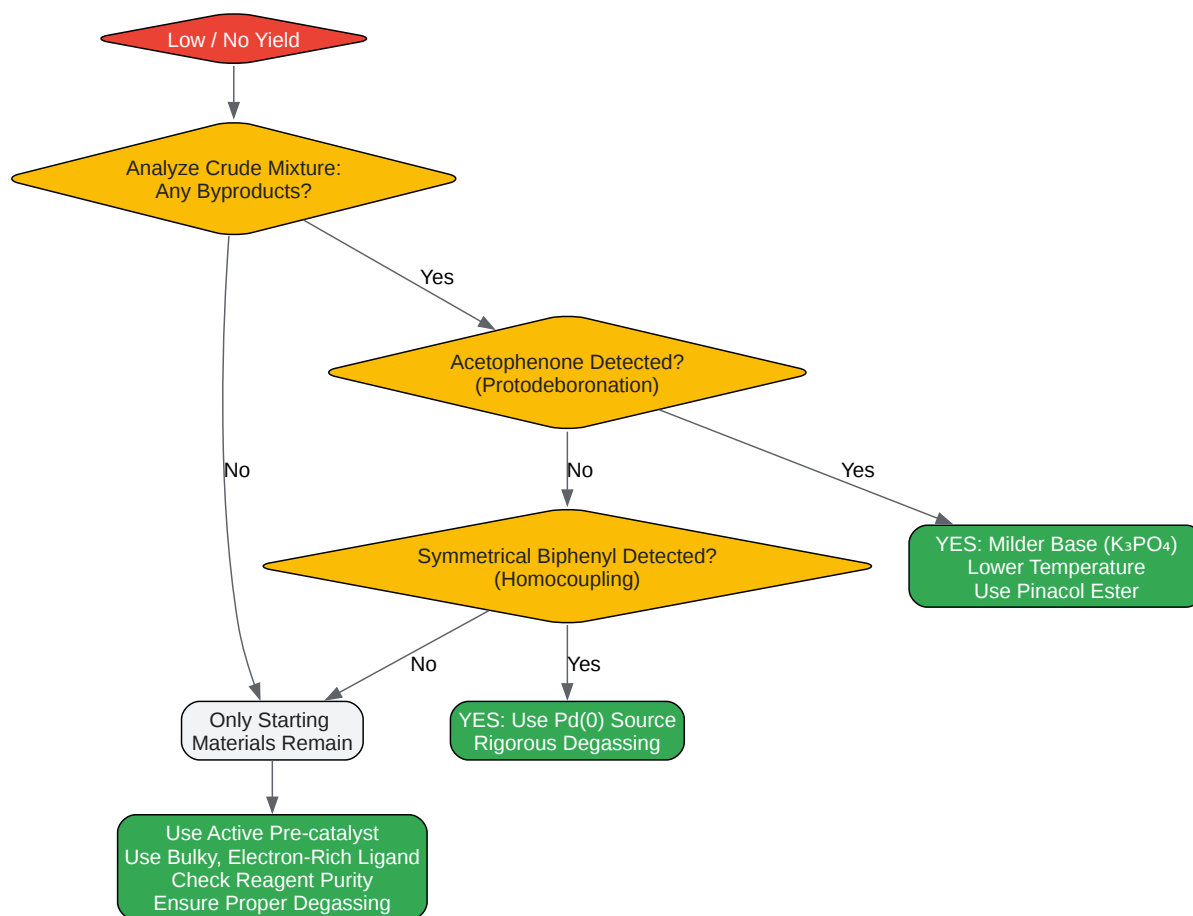 Low / No Yield
Analyze Crude Mixture:
Any Byproducts?
Yes
Acetophenone Detected?
(Protodeboronation)
No
No
Yes
Symmetrical Biphenyl Detected?
(Homocoupling)
YES: Milder Base (K₃PO₄)
Lower Temperature
Use Pinacol Ester
No
Yes
Only Starting
Materials Remain
YES: Use Pd(0) Source
Rigorous Degassing
Use Active Pre-catalyst
Use Bulky, Electron-Rich Ligand
Check Reagent Purity
Ensure Proper Degassing